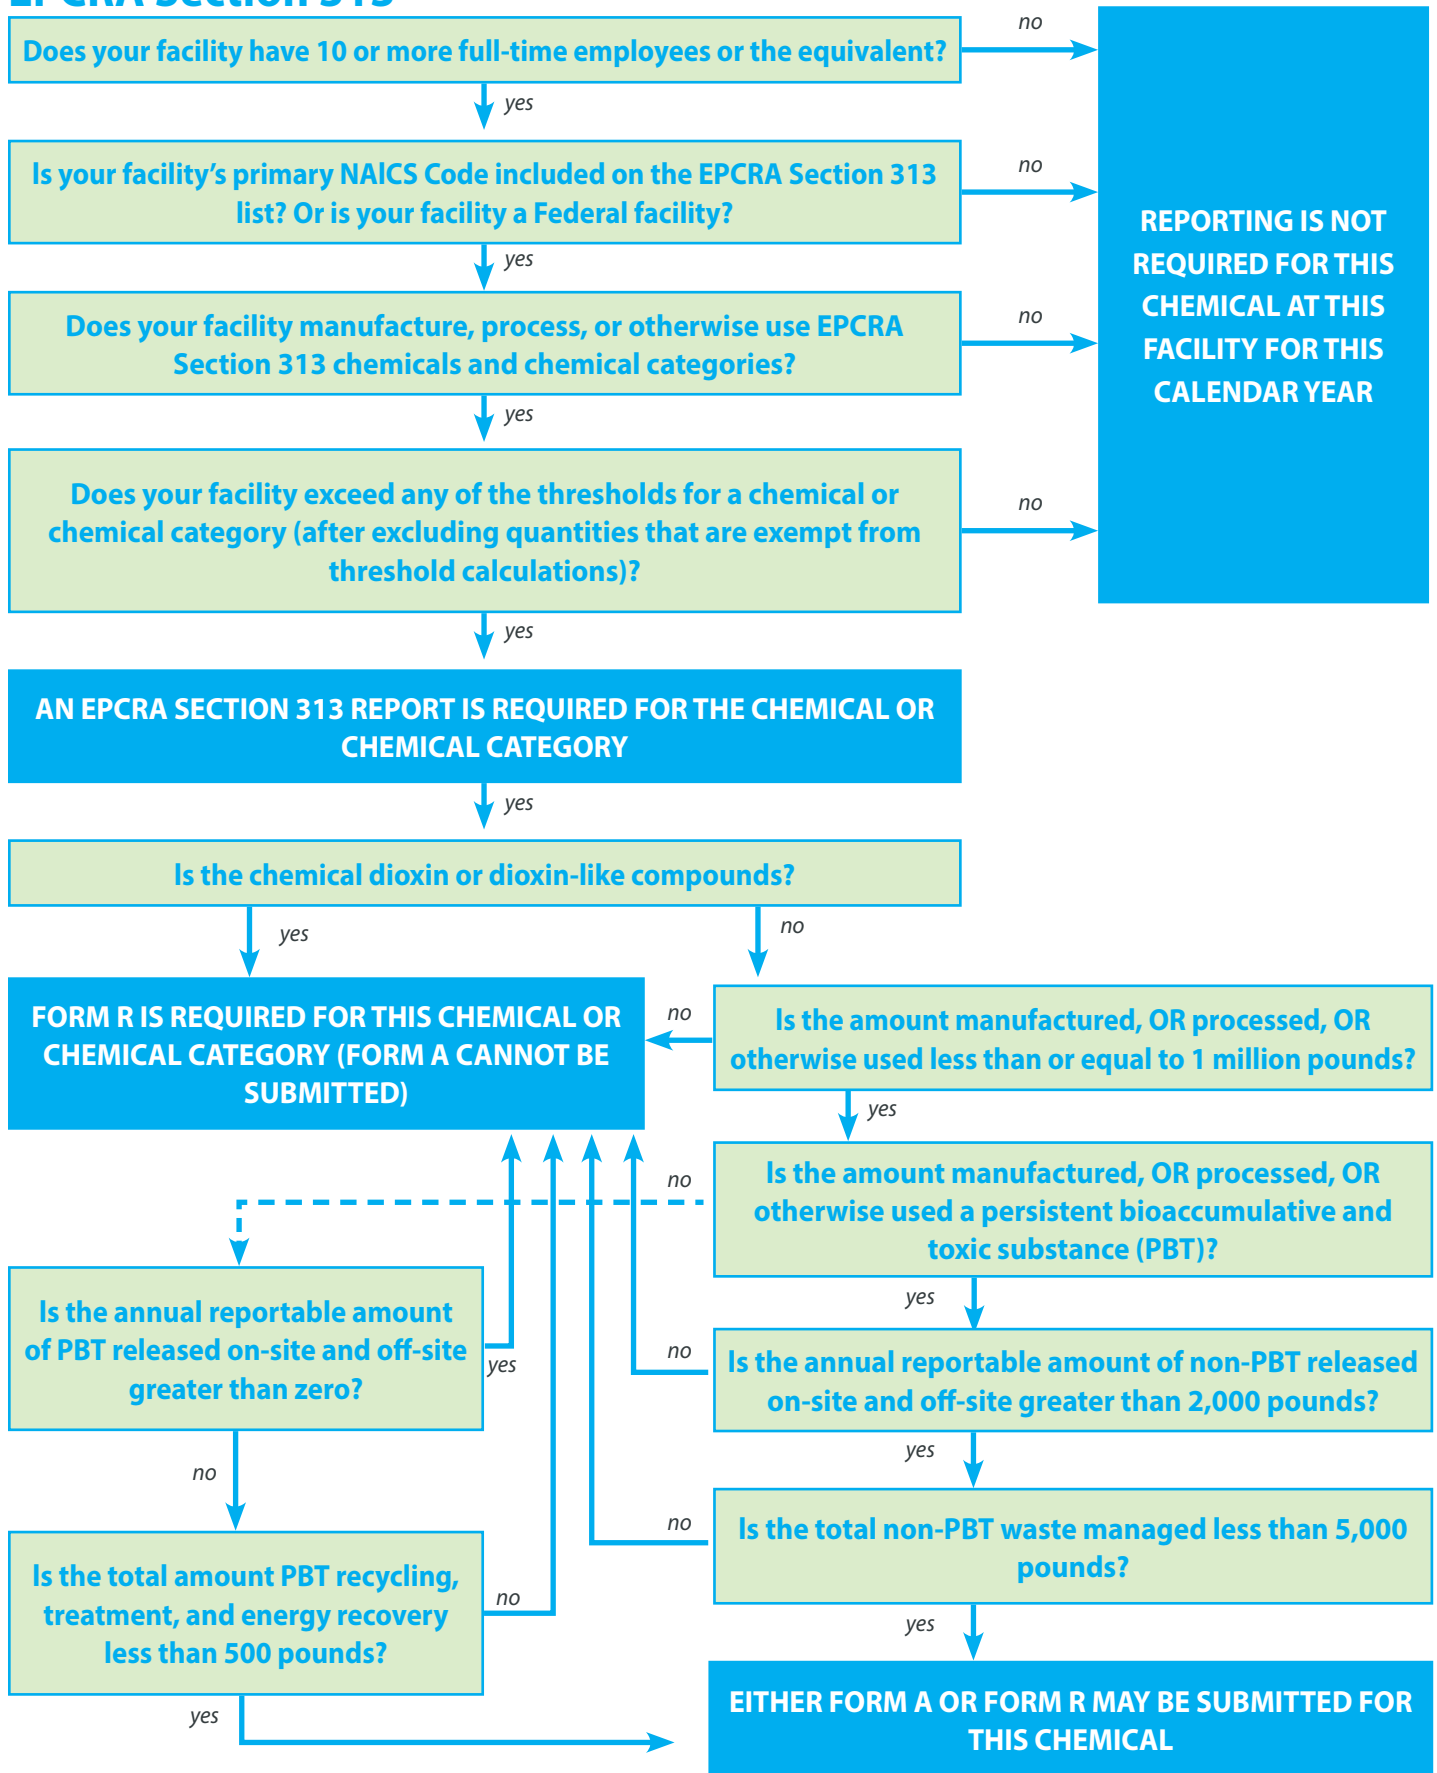 EPCRA Section 313
Does your facility have 10 or more full-time employees or the equivalent?
no
yes
Is your facility's primary NAICS Code included on the EPCRA Section 313
list? Or is your facility a Federal facility?
no
yes
Does your facility manufacture, process, or otherwise use EPCRA
Section 313 chemicals and chemical categories?
no
yes
Does your facility exceed any of the thresholds for a chemical or
chemical category (after excluding quantities that are exempt from
threshold calculations)?
no
yes
REPORTING IS NOT
REQUIRED FOR THIS
CHEMICAL AT THIS
FACILITY FOR THIS
CALENDAR YEAR
AN EPCRA SECTION 313 REPORT IS REQUIRED FOR THE CHEMICAL OR
CHEMICAL CATEGORY
yes
Is the chemical dioxin or dioxin-like compounds?
yes
no
FORM R IS REQUIRED FOR THIS CHEMICAL OR
CHEMICAL CATEGORY (FORM A CANNOT BE
SUBMITTED)
no
Is the amount manufactured, OR processed, OR
otherwise used less than or equal to 1 million pounds?
yes
no
Is the amount manufactured, OR processed, OR
otherwise used a persistent bioaccumulative and
toxic substance (PBT)?
yes
Is the annual reportable amount
of PBT released on-site and off-site
greater than zero?
yes
no
Is the annual reportable amount of non-PBT released
on-site and off-site greater than 2,000 pounds?
yes
no
no
Is the total non-PBT waste managed less than 5,000
pounds?
yes
Is the total amount PBT recycling,
treatment, and energy recovery
less than 500 pounds?
no
yes
EITHER FORM A OR FORM R MAY BE SUBMITTED FOR
THIS CHEMICAL